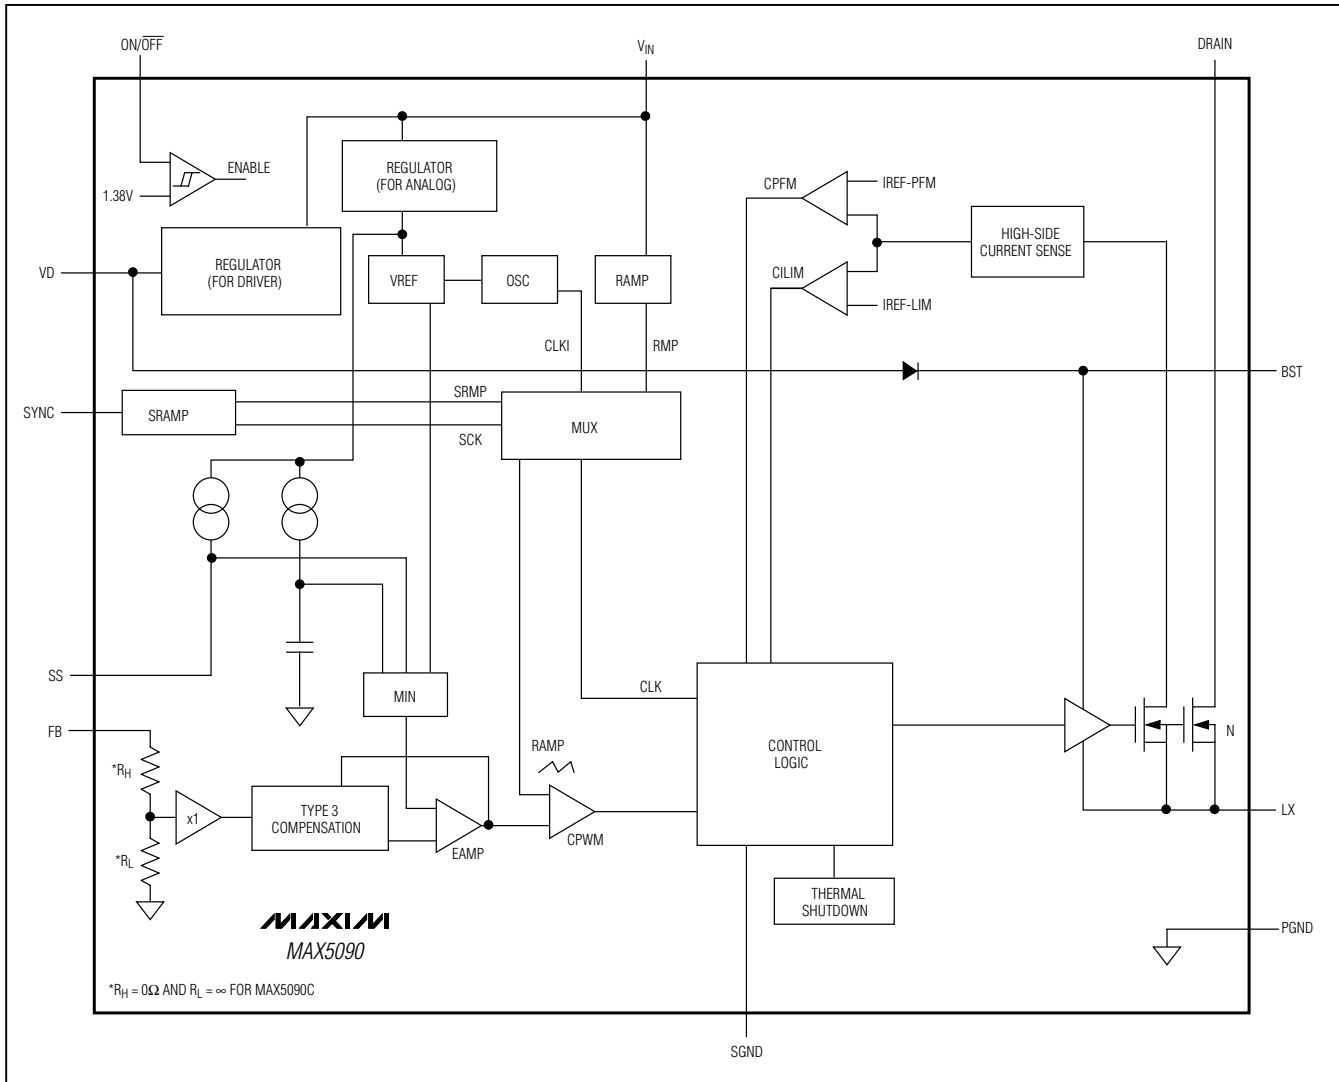 ON/OFF
VIN
DRAIN
REGULATOR
(FOR ANALOG)
ENABLE
1.38V
CPFM
IREF-PFM
HIGH-SIDE
CURRENT SENSE
REGULATOR
(FOR DRIVER)
VD
VREF
OSC
RAMP
CILIM
IREF-LIM
CLKI
RMP
BST
SYNC
SRAMP
SRMP
SCK
MUX
SS
MIN
CLK
FB
*RH
x1
*RL
TYPE 3
COMPENSATION
EAMP
RAMP
CPWM
CONTROL
LOGIC
N
LX
THERMAL
SHUTDOWN
MAXIM
MAX5090
PGND
*RH = 0Ω AND RL = ∞ FOR MAX5090C
SGND